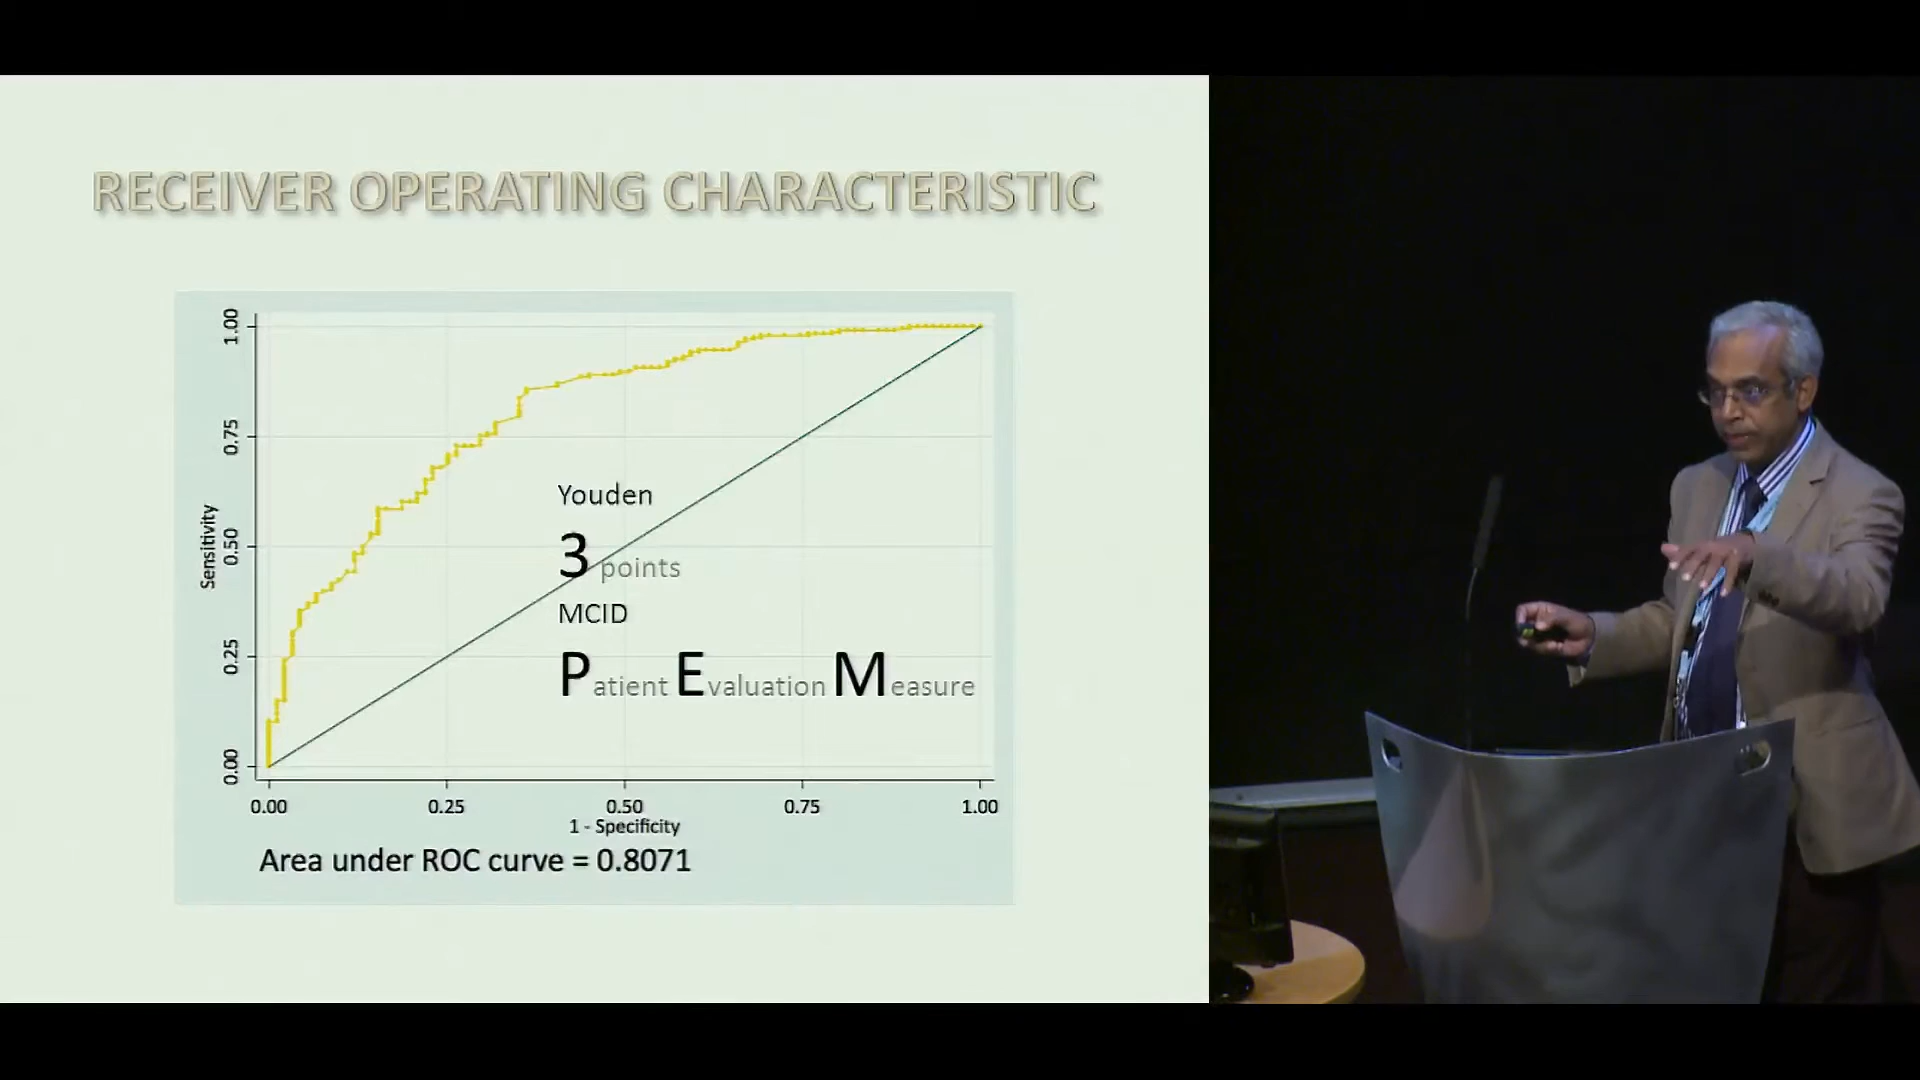 RECEIVER OPERATING CHARACTERISTIC
1.00
0.75
0.50
0.25
0.00
Sensitivity
Youden
3 points
MCID
Patient Evaluation Measure
0.00 0.25 0.50 0.75 1.00
1 - Specificity
Area under ROC curve = 0.8071